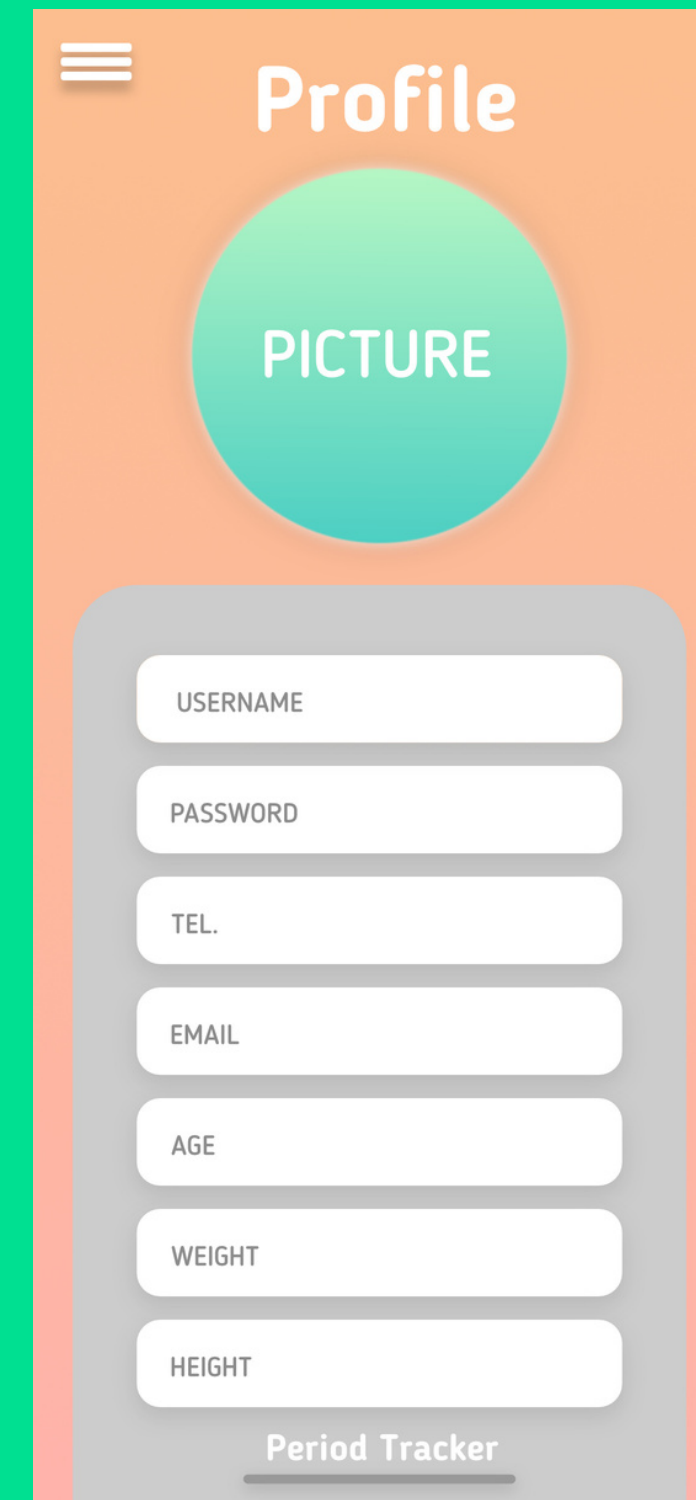 Profile
PICTURE
USERNAME
PASSWORD
TEL.
EMAIL
AGE
WEIGHT
HEIGHT
Period Tracker